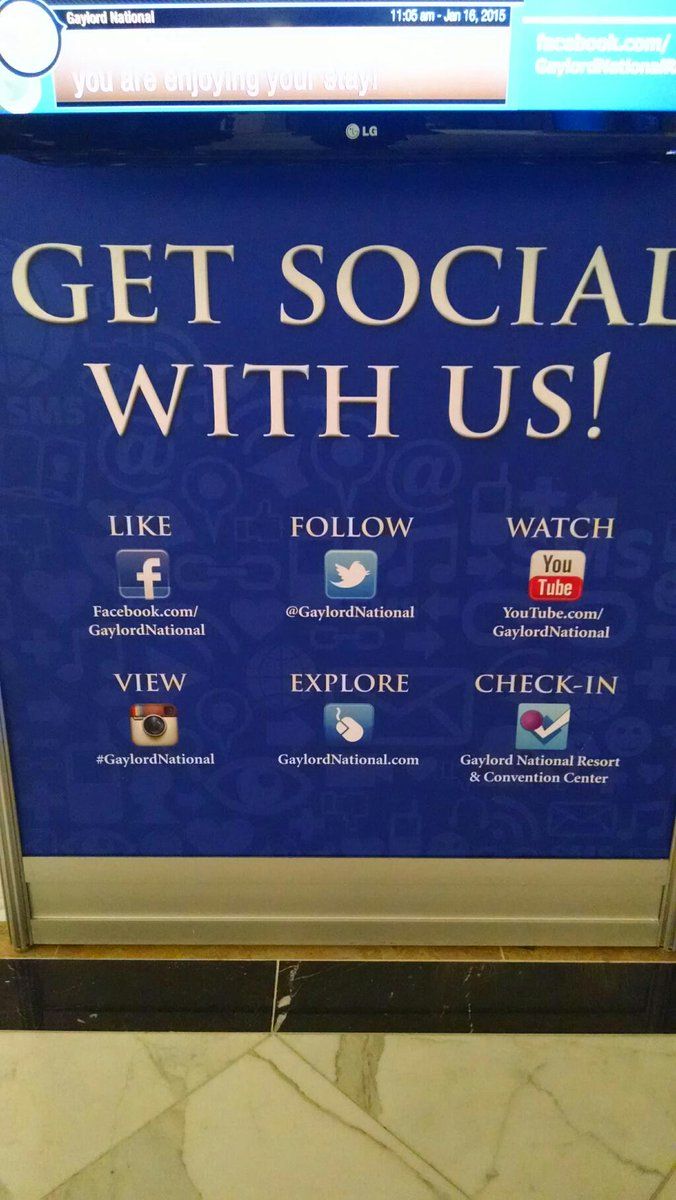 Gaylord National
11:05 am - Jan 16, 2015
you are enjoying your stay!
facebook.com/
LG
GET SOCIAL
WITH US!
SMS
LIKE
FOLLOW
WATCH
f
You
Tube
Facebook.com/
GaylordNational
@GaylordNational
YouTube.com/
GaylordNational
VIEW
EXPLORE
CHECK-IN
#GaylordNational
GaylordNational.com
Gaylord National Resort
& Convention Center